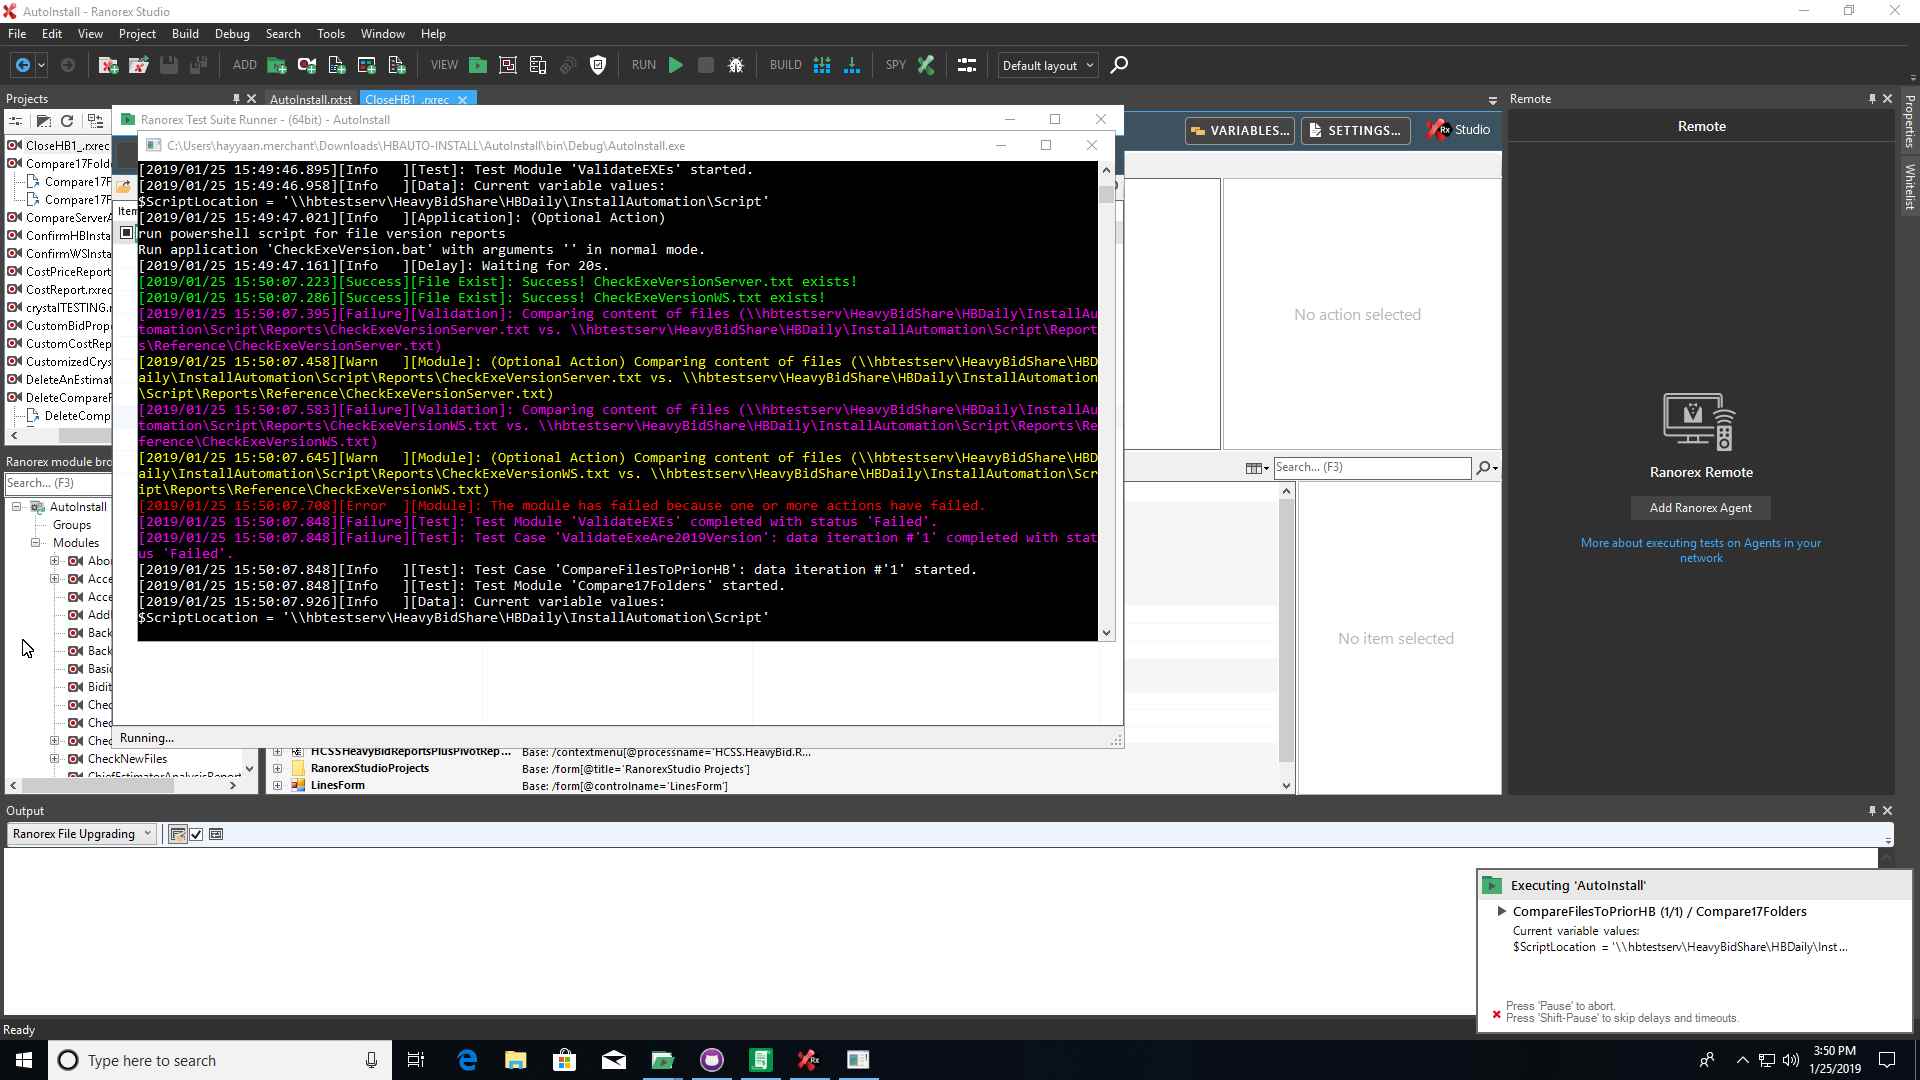 AutoInstall - Ranorex Studio
File Edit View Project Build Debug Search Tools Window Help
ADD VIEW RUN BUILD SPY Default layout
Projects AutoInstall.rxtst CloseHB1_.rxrec Remote
Properties
Whitelist
CloseHB1_.rxrec
Compare17Fold
Compare17F
Compare17F
CompareServerA
ConfirmHBInsta
ConfirmWSInsta
CostPriceReport
CostReport.rxrec
crystalTESTING.r
CustomBidPropo
CustomCostRep
CustomizedCrys
DeleteAnEstimat
DeleteCompareF
DeleteComp
Ranorex Test Suite Runner - (64bit) - AutoInstall
Item
C:\Users\hayyaan.merchant\Downloads\HBAUTO-INSTALL\AutoInstall\bin\Debug\AutoInstall.exe
[2019/01/25 15:49:46.895][Info   ][Test]: Test Module 'ValidateEXEs' started.
[2019/01/25 15:49:46.958][Info   ][Data]: Current variable values:
$ScriptLocation = '\\hbtestserv\HeavyBidShare\HBDaily\InstallAutomation\Script'
[2019/01/25 15:49:47.021][Info   ][Application]: (Optional Action)
run powershell script for file version reports
Run application 'CheckExeVersion.bat' with arguments '' in normal mode.
[2019/01/25 15:49:47.161][Info   ][Delay]: Waiting for 20s.
[2019/01/25 15:50:07.223][Success][File Exist]: Success! CheckExeVersionServer.txt exists!
[2019/01/25 15:50:07.286][Success][File Exist]: Success! CheckExeVersionWS.txt exists!
[2019/01/25 15:50:07.395][Failure][Validation]: Comparing content of files (\\hbtestserv\HeavyBidShare\HBDaily\InstallAu
tomation\Script\Reports\CheckExeVersionServer.txt vs. \\hbtestserv\HeavyBidShare\HBDaily\InstallAutomation\Script\Report
s\Reference\CheckExeVersionServer.txt)
[2019/01/25 15:50:07.458][Warn   ][Module]: (Optional Action) Comparing content of files (\\hbtestserv\HeavyBidShare\HBD
aily\InstallAutomation\Script\Reports\CheckExeVersionServer.txt vs. \\hbtestserv\HeavyBidShare\HBDaily\InstallAutomation
\Script\Reports\Reference\CheckExeVersionServer.txt)
[2019/01/25 15:50:07.583][Failure][Validation]: Comparing content of files (\\hbtestserv\HeavyBidShare\HBDaily\InstallAu
tomation\Script\Reports\CheckExeVersionWS.txt vs. \\hbtestserv\HeavyBidShare\HBDaily\InstallAutomation\Script\Reports\Re
ference\CheckExeVersionWS.txt)
[2019/01/25 15:50:07.645][Warn   ][Module]: (Optional Action) Comparing content of files (\\hbtestserv\HeavyBidShare\HBD
aily\InstallAutomation\Script\Reports\CheckExeVersionWS.txt vs. \\hbtestserv\HeavyBidShare\HBDaily\InstallAutomation\Scr
ipt\Reports\Reference\CheckExeVersionWS.txt)
[2019/01/25 15:50:07.708][Error  ][Module]: The module has failed because one or more actions have failed.
[2019/01/25 15:50:07.848][Failure][Test]: Test Module 'ValidateEXEs' completed with status 'Failed'.
[2019/01/25 15:50:07.848][Failure][Test]: Test Case 'ValidateExeAre2019Version': data iteration #'1' completed with stat
us 'Failed'.
[2019/01/25 15:50:07.848][Info   ][Test]: Test Case 'CompareFilesToPriorHB': data iteration #'1' started.
[2019/01/25 15:50:07.848][Info   ][Test]: Test Module 'Compare17Folders' started.
[2019/01/25 15:50:07.926][Info   ][Data]: Current variable values:
$ScriptLocation = '\\hbtestserv\HeavyBidShare\HBDaily\InstallAutomation\Script'
Running...
VARIABLES... SETTINGS... Rx Studio
No action selected
Search... (F3)
No item selected
Remote
Ranorex Remote
Add Ranorex Agent
More about executing tests on Agents in your
network
Ranorex module bro
Search... (F3)
AutoInstall
Groups
Modules
Abor
Acce
Acce
Addl
Back
Back
Basic
Bidit
Chec
Chec
Chec
CheckNewFiles
ChiefEstimatorAnalysisReport
HCSSHeavyBidReportsPlusPivotRep... Base: /contextmenu[@processname='HCSS.HeavyBid.R...
RanorexStudioProjects Base: /form[@title='RanorexStudio Projects']
LinesForm Base: /form[@controlname='LinesForm']
Output
Ranorex File Upgrading
Executing 'AutoInstall'
CompareFilesToPriorHB (1/1) / Compare17Folders
Current variable values:
$ScriptLocation = '\\hbtestserv\HeavyBidShare\HBDaily\Inst...
Press 'Pause' to abort.
Press 'Shift-Pause' to skip delays and timeouts.
Ready
Type here to search
3:50 PM
1/25/2019